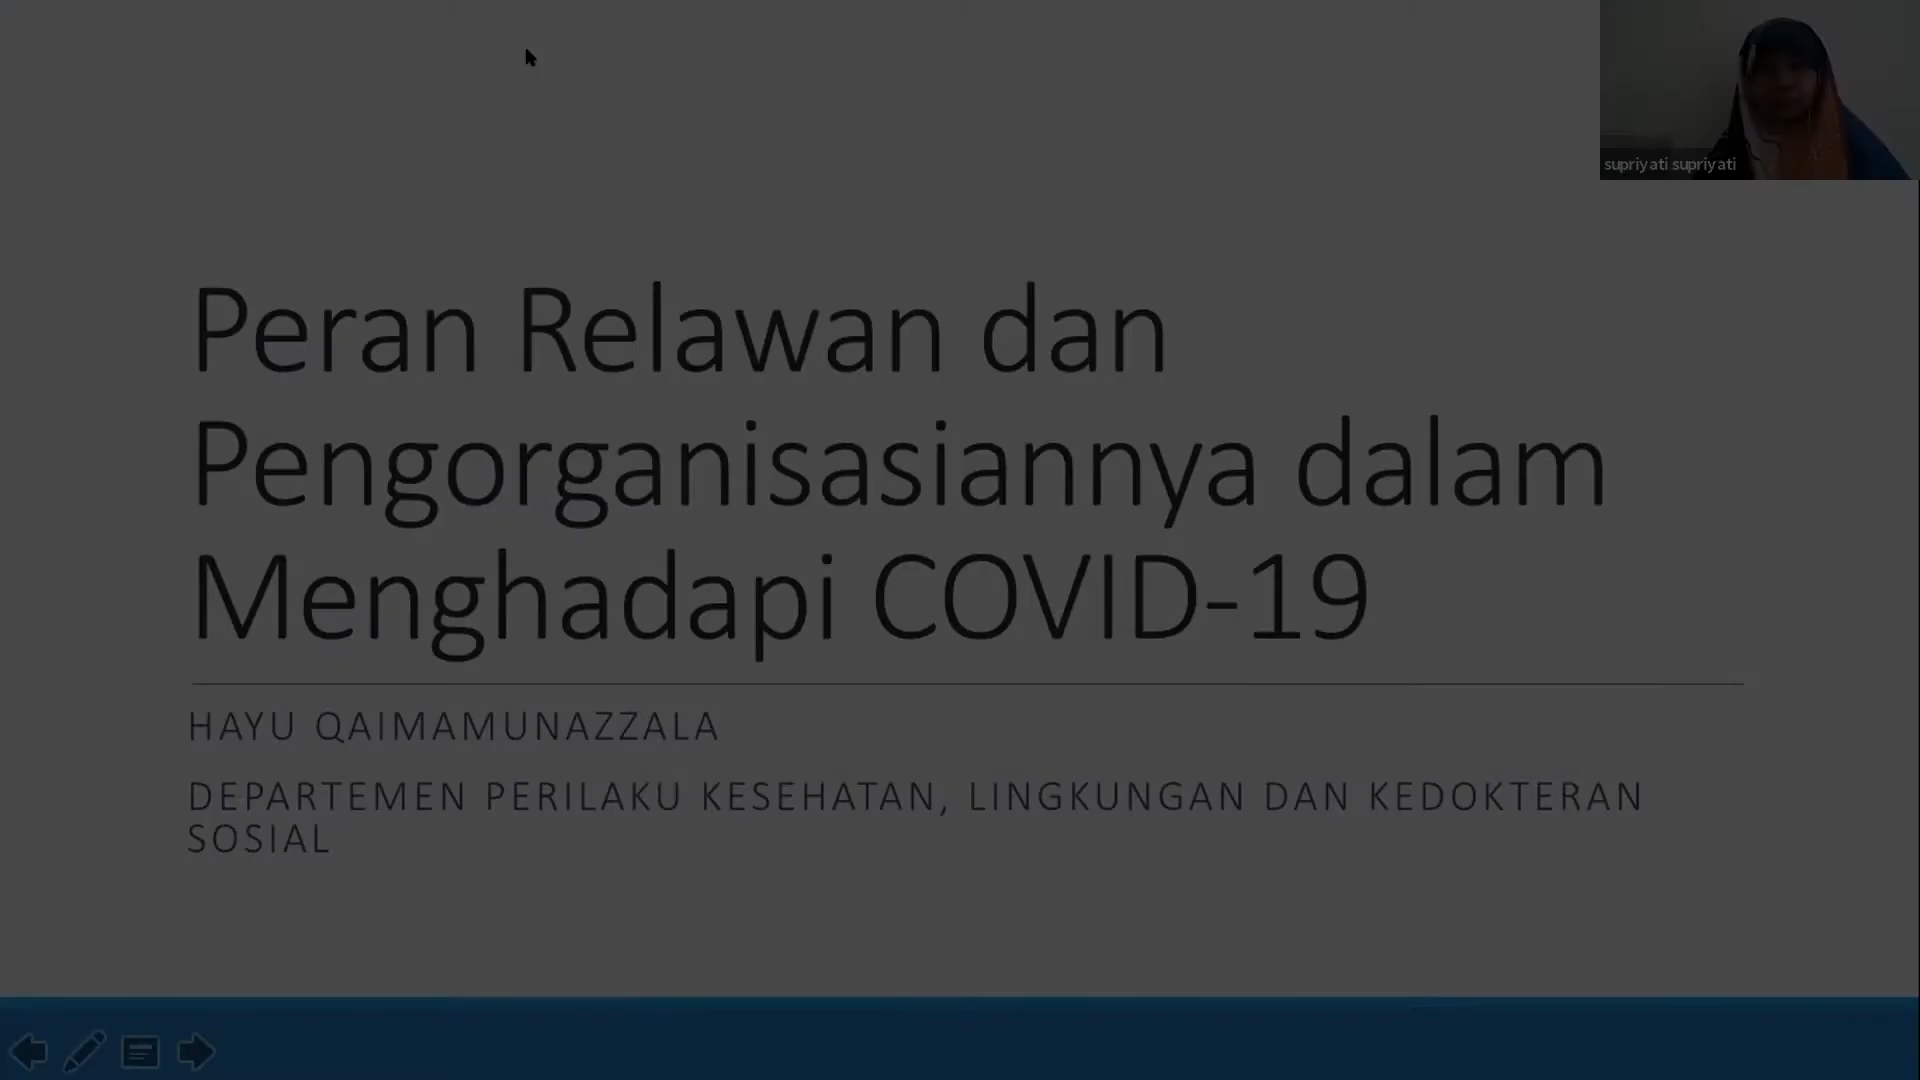 supriyati supriyati
Peran Relawan dan
Pengorganisasiannya dalam
Menghadapi COVID-19
HAYU QAIMAMUNAZZALA
DEPARTEMEN PERILAKU KESEHATAN, LINGKUNGAN DAN KEDOKTERAN
SOSIAL